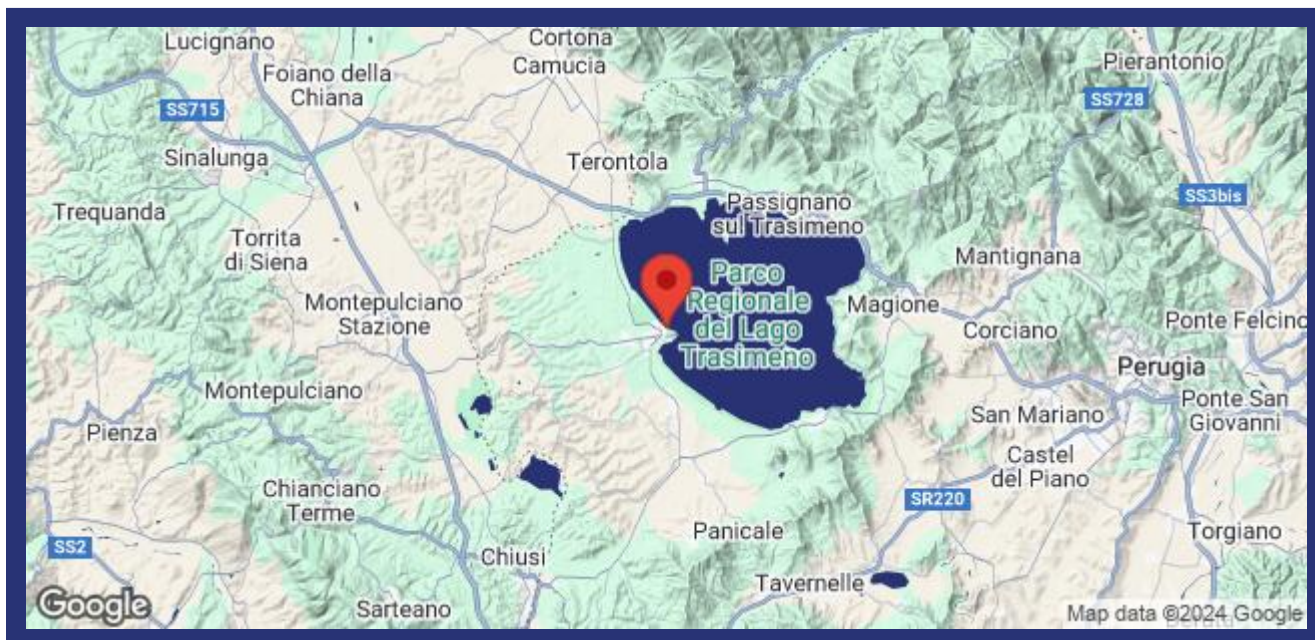 Lucignano
Cortona
Camucia
Pierantonio
Foiano della
Chiana
SS715
SS728
Sinalunga
Terontola
SS3bis
Trequanda
Passignano
sul Trasimeno
Torrita
di Siena
Mantignana
Parco
Regionale
del Lago
Trasimeno
Montepulciano
Stazione
Magione
Corciano
Ponte Felcino
Perugia
Montepulciano
San Mariano
Ponte San
Giovanni
Pienza
Castel
del Piano
Chianciano
Terme
SR220
Panicale
Torgiano
SS2
Chiusi
Tavernelle
Sarteano
Google
Map data ©2024 Google